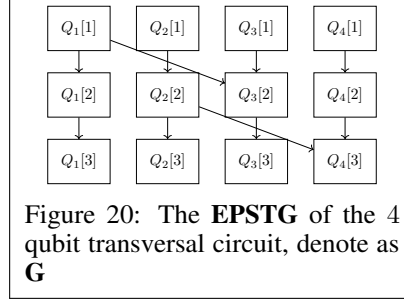 Q₁[1] Q₂[1] Q₃[1] Q₄[1]
Q₁[2] Q₂[2] Q₃[2] Q₄[2]
Q₁[3] Q₂[3] Q₃[3] Q₄[3]
Figure 20: The EPSTG of the 4
qubit transversal circuit, denote as
G